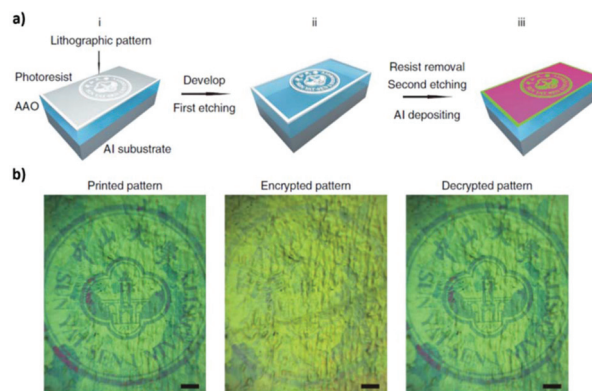 a)
i
ii
iii
Lithographic pattern
Photoresist
AAO
Al subustrate
Develop
First etching
Resist removal
Second etching
Al depositing
b)
Printed pattern
Encrypted pattern
Decrypted pattern